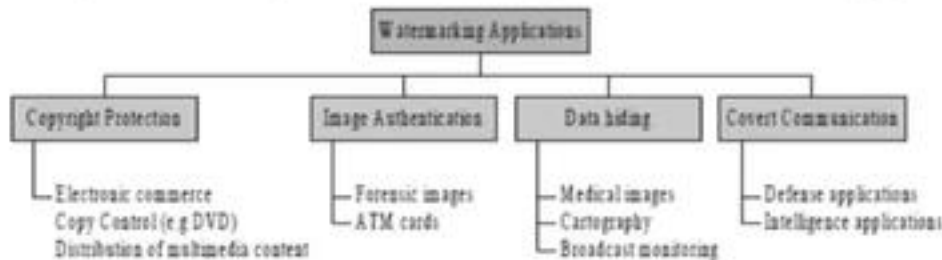 Watermarking Applications
Copyright Protection
Image Authentication
Data hiding
Covert Communication
Electronic commerce
Copy Control (e.g DVD)
Distribution of multimedia content
Forensic images
ATM cards
Medical images
Cartography
Broadcast monitoring
Defense applications
Intelligence applications